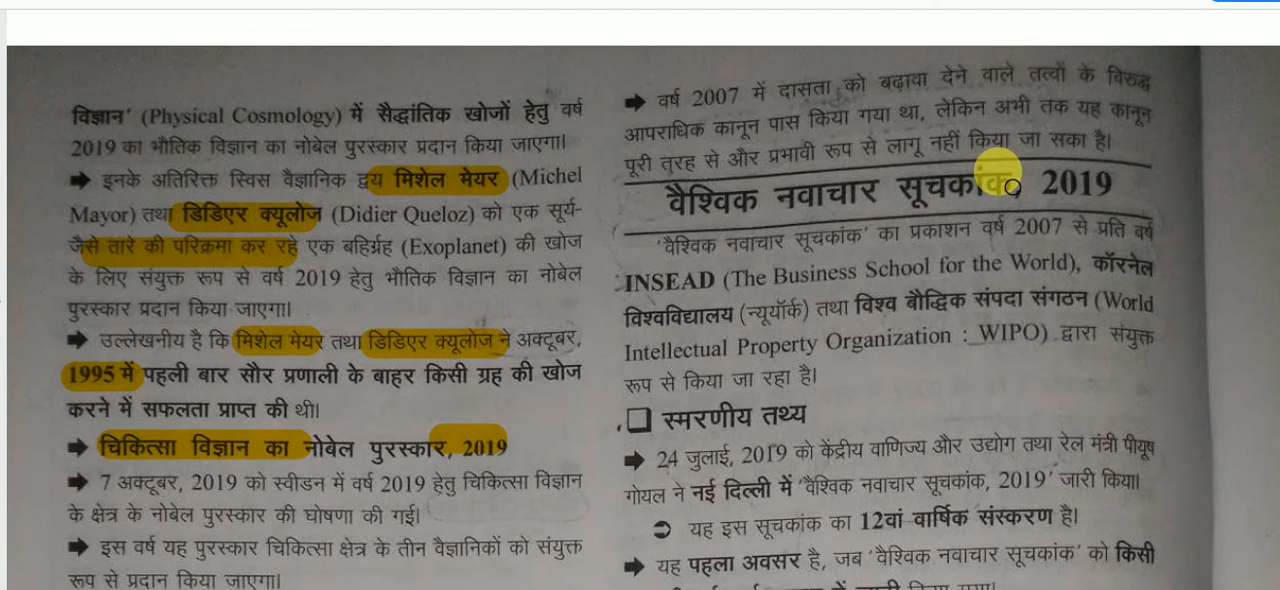 विज्ञान' (Physical Cosmology) में सैद्धांतिक खोजों हेतु वर्ष
2019 का भौतिक विज्ञान का नोबेल पुरस्कार प्रदान किया जाएगा।
➡ इनके अतिरिक्त स्विस वैज्ञानिक द्वय मिशेल मेयर (Michel
Mayor) तथा डिडिएर क्यूलोज (Didier Queloz) को एक सूर्य-
जैसे तारे की परिक्रमा कर रहे एक बहिर्ग्रह (Exoplanet) की खोज
के लिए संयुक्त रूप से वर्ष 2019 हेतु भौतिक विज्ञान का नोबेल
पुरस्कार प्रदान किया जाएगा।
➡ उल्लेखनीय है कि मिशेल मेयर तथा डिडिएर क्यूलोज ने अक्टूबर,
1995 में पहली बार सौर प्रणाली के बाहर किसी ग्रह की खोज
करने में सफलता प्राप्त की थी।
➡ चिकित्सा विज्ञान का नोबेल पुरस्कार, 2019
➡ 7 अक्टूबर, 2019 को स्वीडन में वर्ष 2019 हेतु चिकित्सा विज्ञान
के क्षेत्र के नोबेल पुरस्कार की घोषणा की गई।
➡ इस वर्ष यह पुरस्कार चिकित्सा क्षेत्र के तीन वैज्ञानिकों को संयुक्त
रूप से प्रदान किया जाएगा।
➡ वर्ष 2007 में दासता को बढ़ावा देने वाले तत्वों के विरुद्ध
आपराधिक कानून पास किया गया था, लेकिन अभी तक यह कानून
पूरी तरह से और प्रभावी रूप से लागू नहीं किया जा सका है।
वैश्विक नवाचार सूचकांक, 2019
'वैश्विक नवाचार सूचकांक' का प्रकाशन वर्ष 2007 से प्रति वर्ष
INSEAD (The Business School for the World), कॉरनेल
विश्वविद्यालय (न्यूयॉर्क) तथा विश्व बौद्धिक संपदा संगठन (World
Intellectual Property Organization : WIPO) द्वारा संयुक्त
रूप से किया जा रहा है।
❑ स्मरणीय तथ्य
➡ 24 जुलाई, 2019 को केंद्रीय वाणिज्य और उद्योग तथा रेल मंत्री पीयूष
गोयल ने नई दिल्ली में 'वैश्विक नवाचार सूचकांक, 2019' जारी किया।
➲ यह इस सूचकांक का 12वां वार्षिक संस्करण है।
➡ यह पहला अवसर है, जब 'वैश्विक नवाचार सूचकांक' को किसी